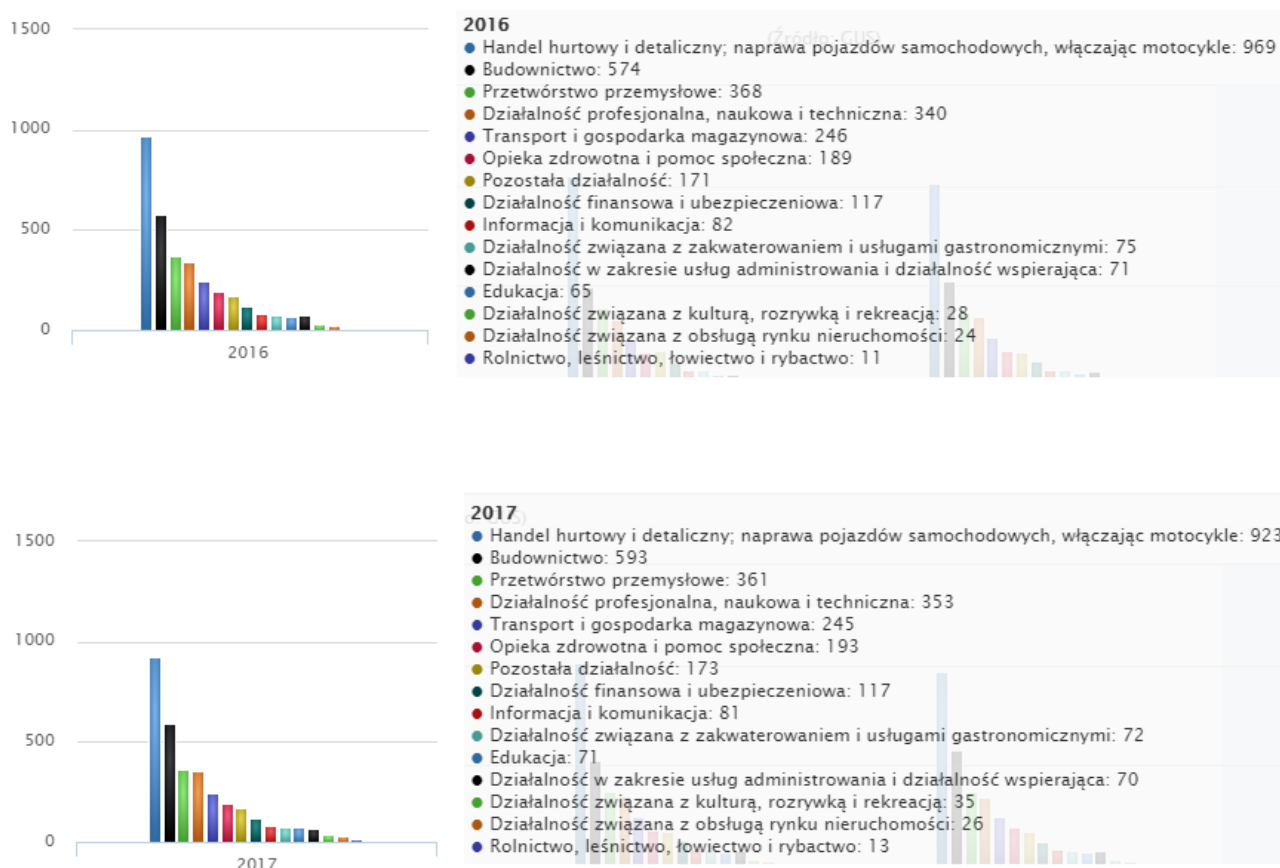 1500
1000
500
0
2016
2016
(Źródło: GUS)
Handel hurtowy i detaliczny; naprawa pojazdów samochodowych, włączając motocykle: 969
Budownictwo: 574
Przetwórstwo przemysłowe: 368
Działalność profesjonalna, naukowa i techniczna: 340
Transport i gospodarka magazynowa: 246
Opieka zdrowotna i pomoc społeczna: 189
Pozostała działalność: 171
Działalność finansowa i ubezpieczeniowa: 117
Informacja i komunikacja: 82
Działalność związana z zakwaterowaniem i usługami gastronomicznymi: 75
Działalność w zakresie usług administrowania i działalność wspierająca: 71
Edukacja: 65
Działalność związana z kulturą, rozrywką i rekreacją: 28
Działalność związana z obsługą rynku nieruchomości: 24
Rolnictwo, leśnictwo, łowiectwo i rybactwo: 11
1500
1000
500
0
2017
2017
Handel hurtowy i detaliczny; naprawa pojazdów samochodowych, włączając motocykle: 923
Budownictwo: 593
Przetwórstwo przemysłowe: 361
Działalność profesjonalna, naukowa i techniczna: 353
Transport i gospodarka magazynowa: 245
Opieka zdrowotna i pomoc społeczna: 193
Pozostała działalność: 173
Działalność finansowa i ubezpieczeniowa: 117
Informacja i komunikacja: 81
Działalność związana z zakwaterowaniem i usługami gastronomicznymi: 72
Edukacja: 71
Działalność w zakresie usług administrowania i działalność wspierająca: 70
Działalność związana z kulturą, rozrywką i rekreacją: 35
Działalność związana z obsługą rynku nieruchomości: 26
Rolnictwo, leśnictwo, łowiectwo i rybactwo: 13